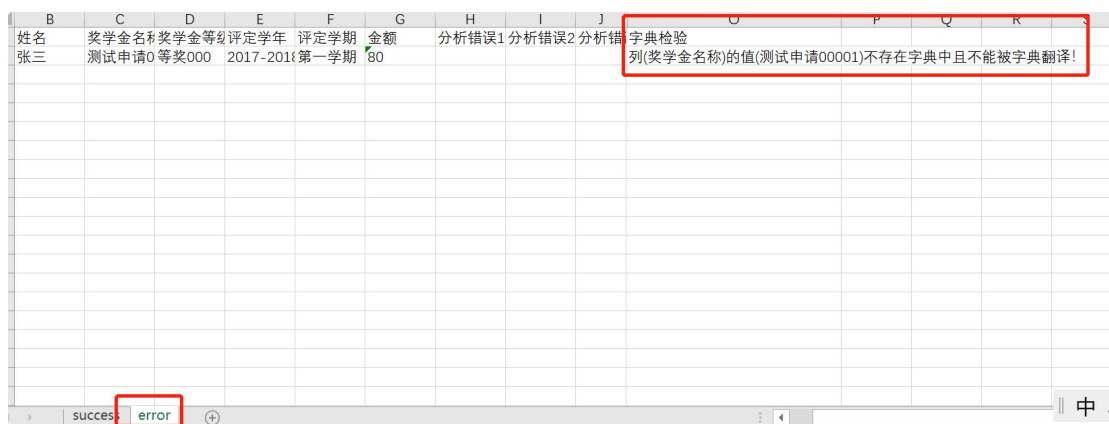 B C D E F G H I J O P Q R S
姓名 奖学金名称 奖学金等级 评定学年 评定学期 金额 分析错误1 分析错误2 分析错 字典检验
张三 测试申请0 等奖000 2017-2018 第一学期 80 列(奖学金名称)的值(测试申请00001)不存在字典中且不能被字典翻译!
success error
中